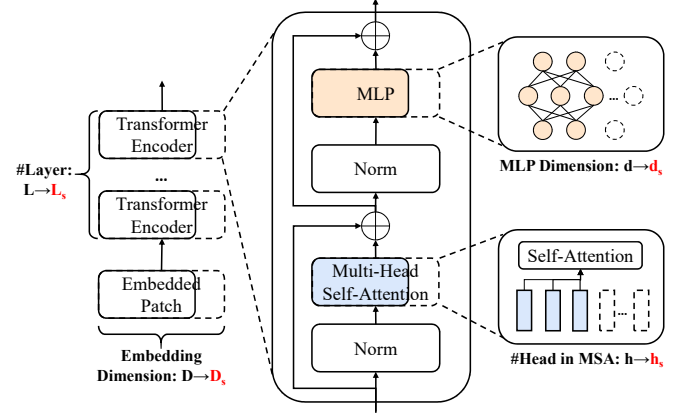 Transformer
Encoder
...
Transformer
Encoder
Embedded
Patch
#Layer:
L→Lₛ
Embedding
Dimension: D→Dₛ
MLP
Norm
Multi-Head
Self-Attention
Norm
...
MLP Dimension: d→dₛ
Self-Attention
...
#Head in MSA: h→hₛ